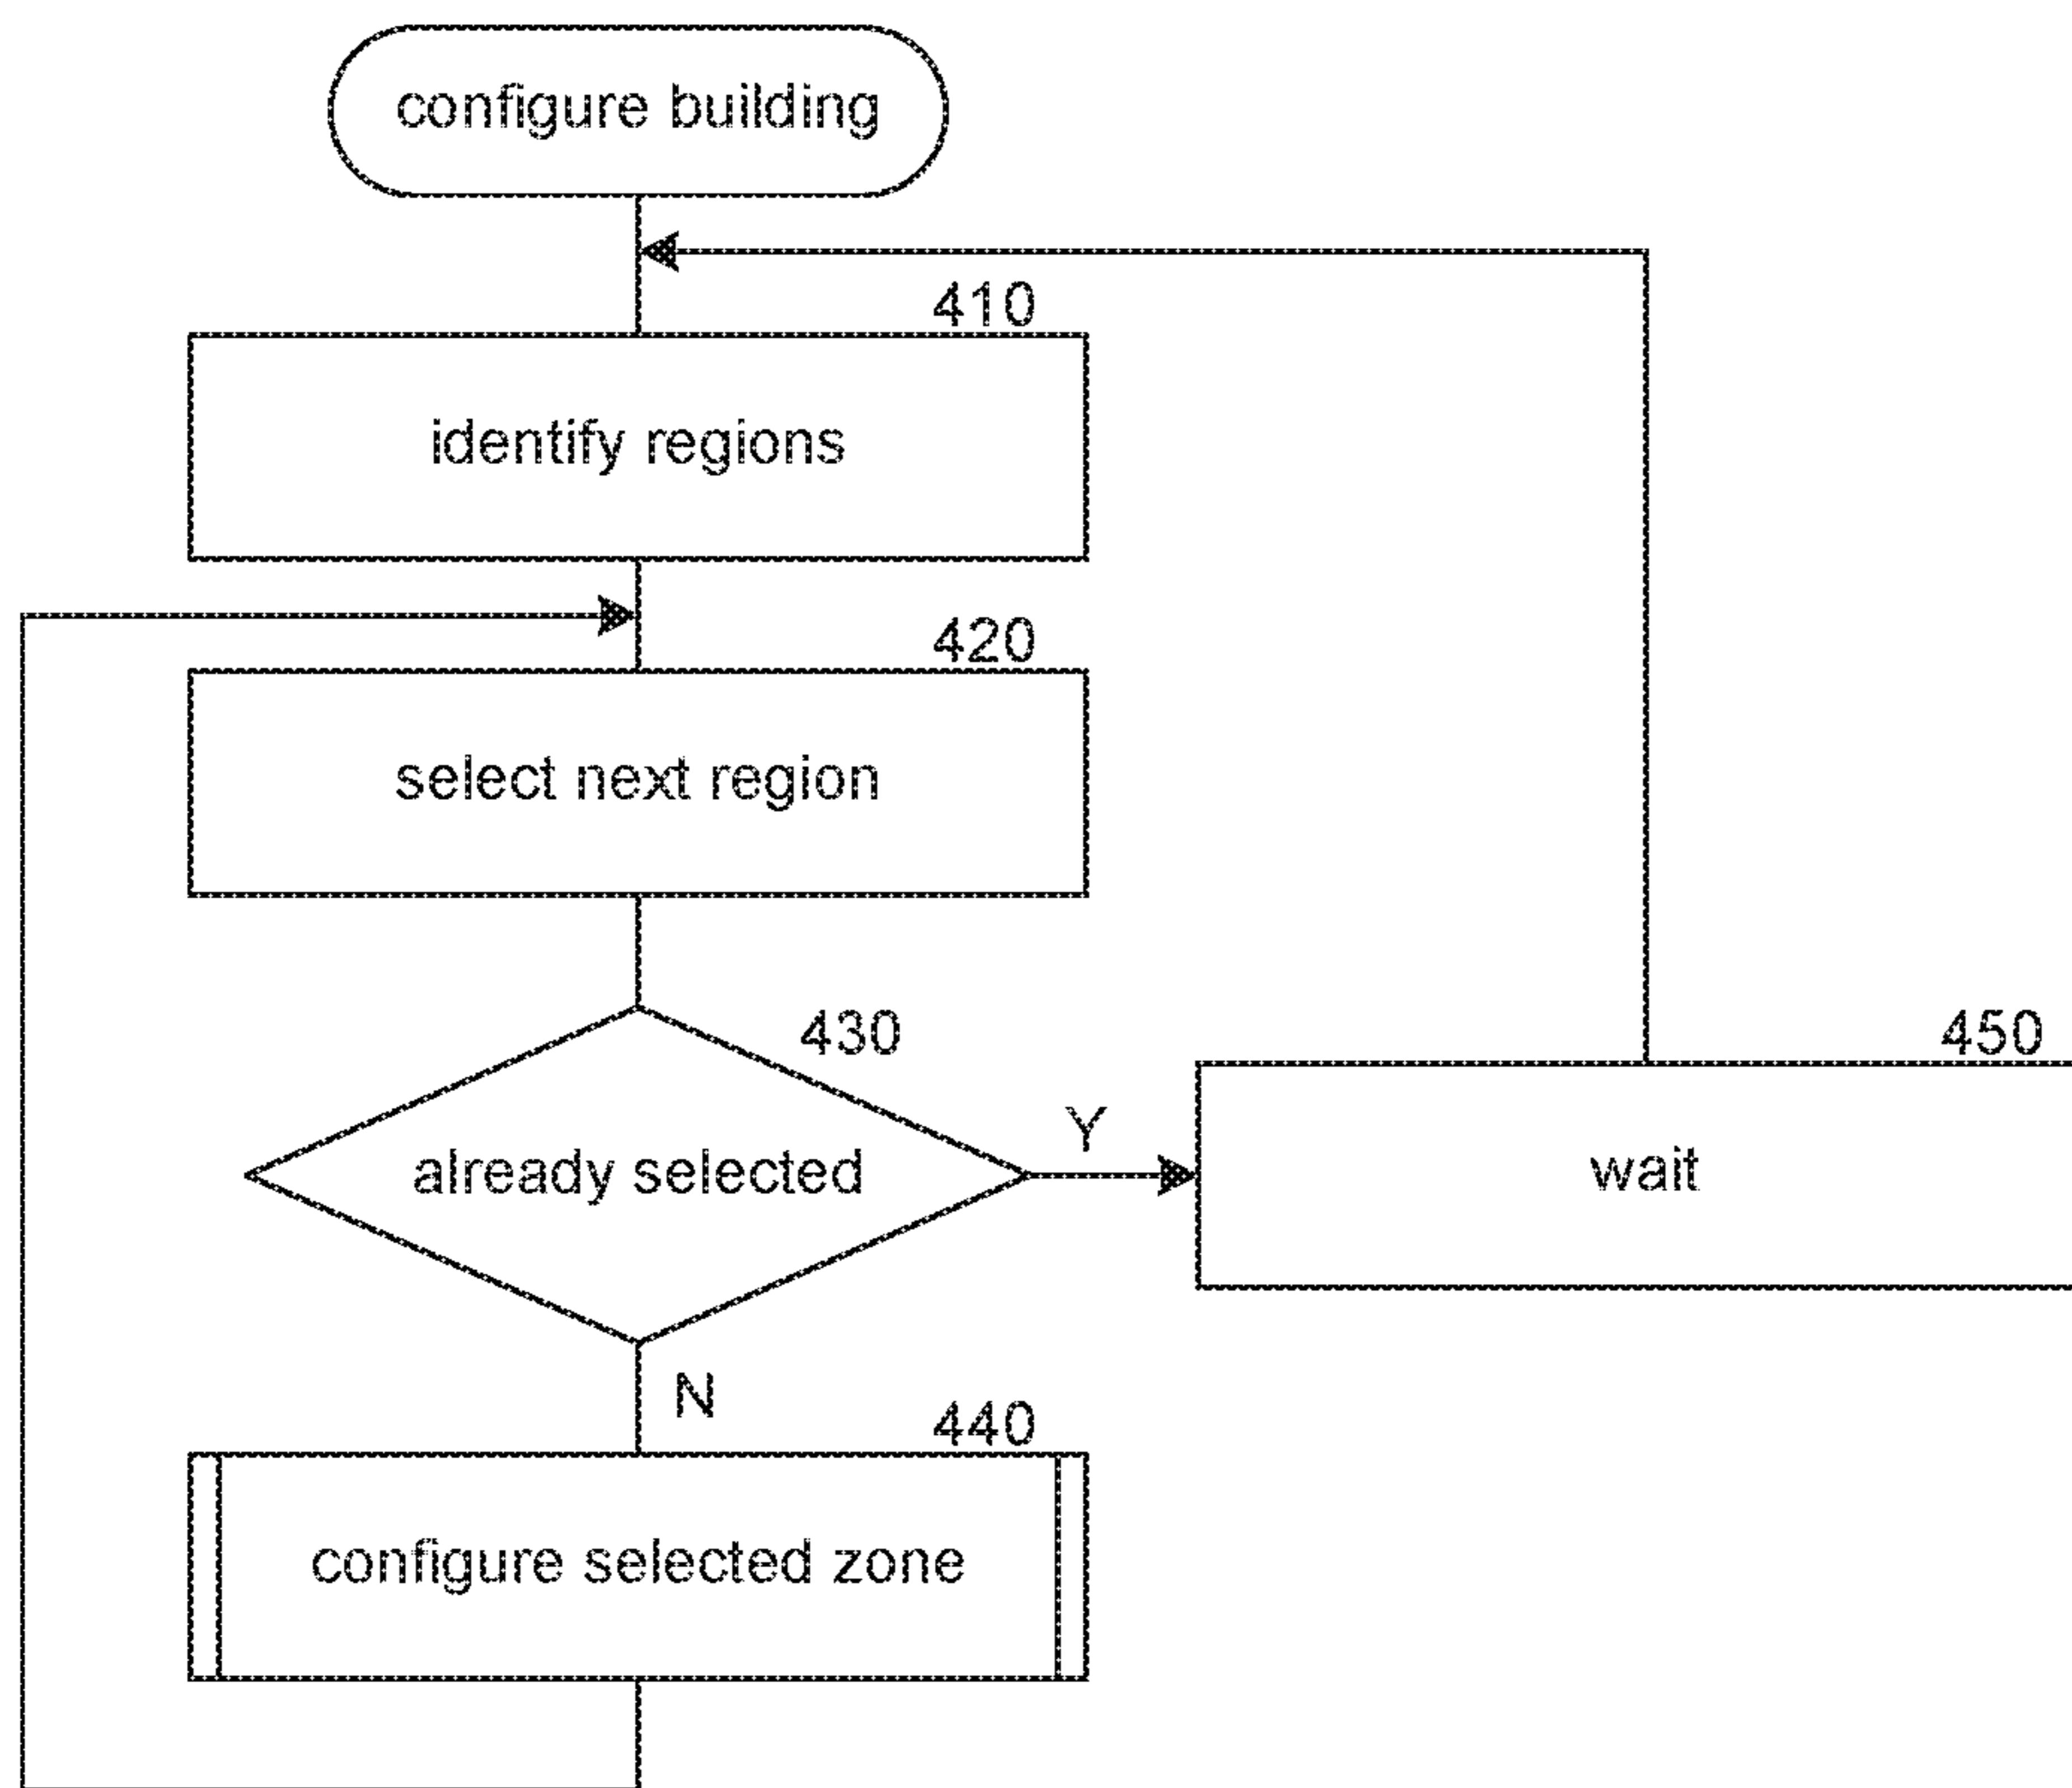 configure building
410
identify regions
420
select next region
430
already selected
Y
450
wait
N
440
configure selected zone